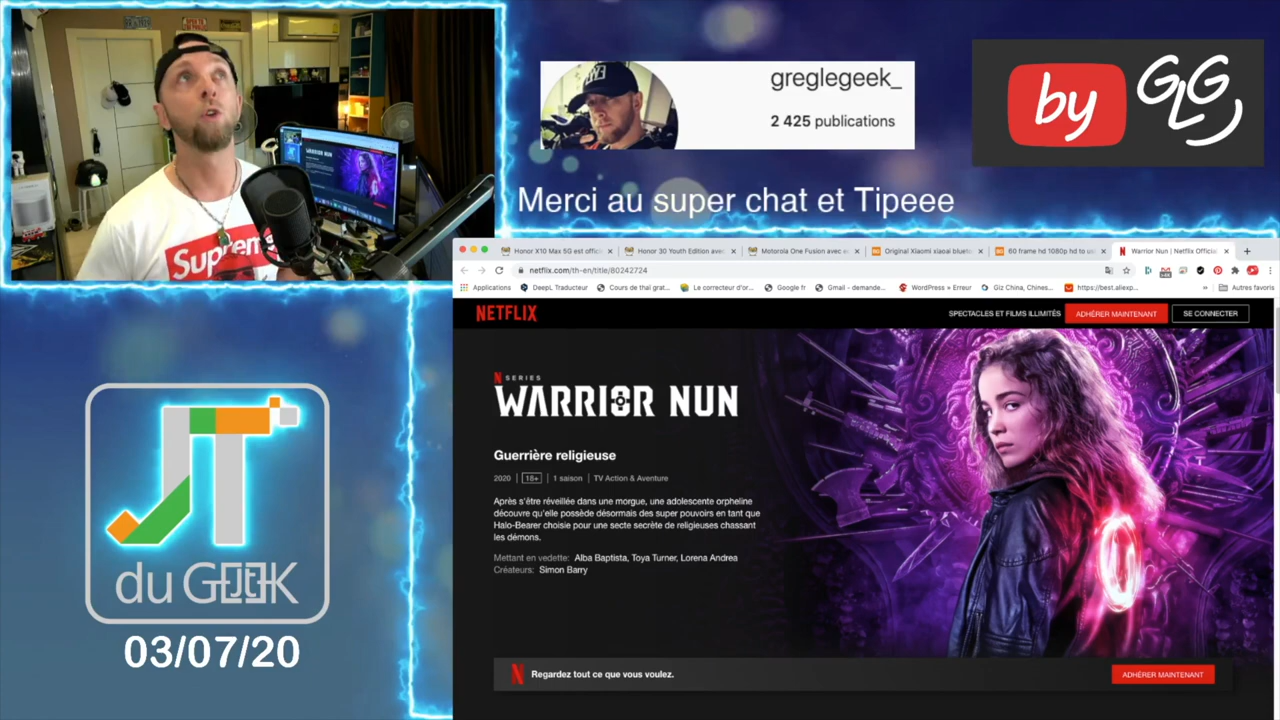 greglegeek_
2 425 publications
by GLG
Merci au super chat et Tipeee
Supreme
WARRIOR NUN
Honor X10 Max 5G est offic
Honor 30 Youth Edition avec
Motorola One Fusion avec
Original Xiaomi xiaoai blueto
60 frame hd 1080p hd to us
Warrior Nun | Netflix Officie
netflix.com/th-en/title/80242724
Applications
DeepL Traducteur
Cours de thai grat...
Le correcteur d'or...
Google fr
Gmail - demande...
WordPress » Erreur
Giz China, Chines...
https://best.aliexp...
»
Autres favoris
NETFLIX
SPECTACLES ET FILMS ILLIMITÉS
ADHÉRER MAINTENANT
SE CONNECTER
N SERIES
WARRIOR NUN
Guerrière religieuse
2020 | 18+ | 1 saison | TV Action & Aventure
Après s'être réveillée dans une morgue, une adolescente orpheline
découvre qu'elle possède désormais des super pouvoirs en tant que
Halo-Bearer choisie pour une secte secrète de religieuses chassant
les démons.
Mettant en vedette: Alba Baptista, Toya Turner, Lorena Andrea
Créateurs: Simon Barry
N Regardez tout ce que vous voulez.
ADHÉRER MAINTENANT
JT
du GEEK
03/07/20